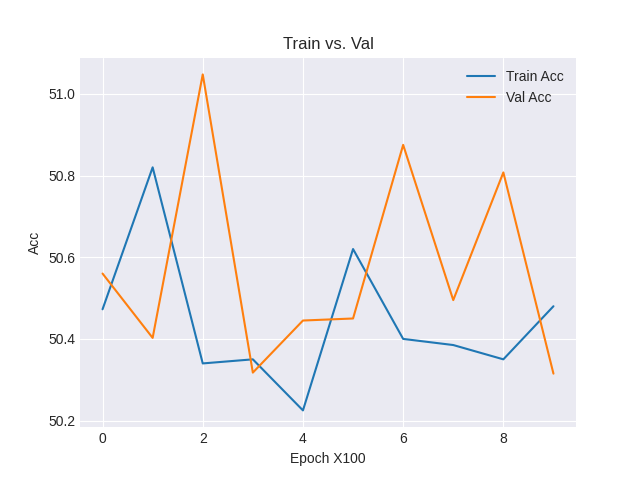 Train vs. Val
Train Acc
Val Acc
51.0
50.8
50.6
50.4
50.2
Acc
0 2 4 6 8
Epoch X100